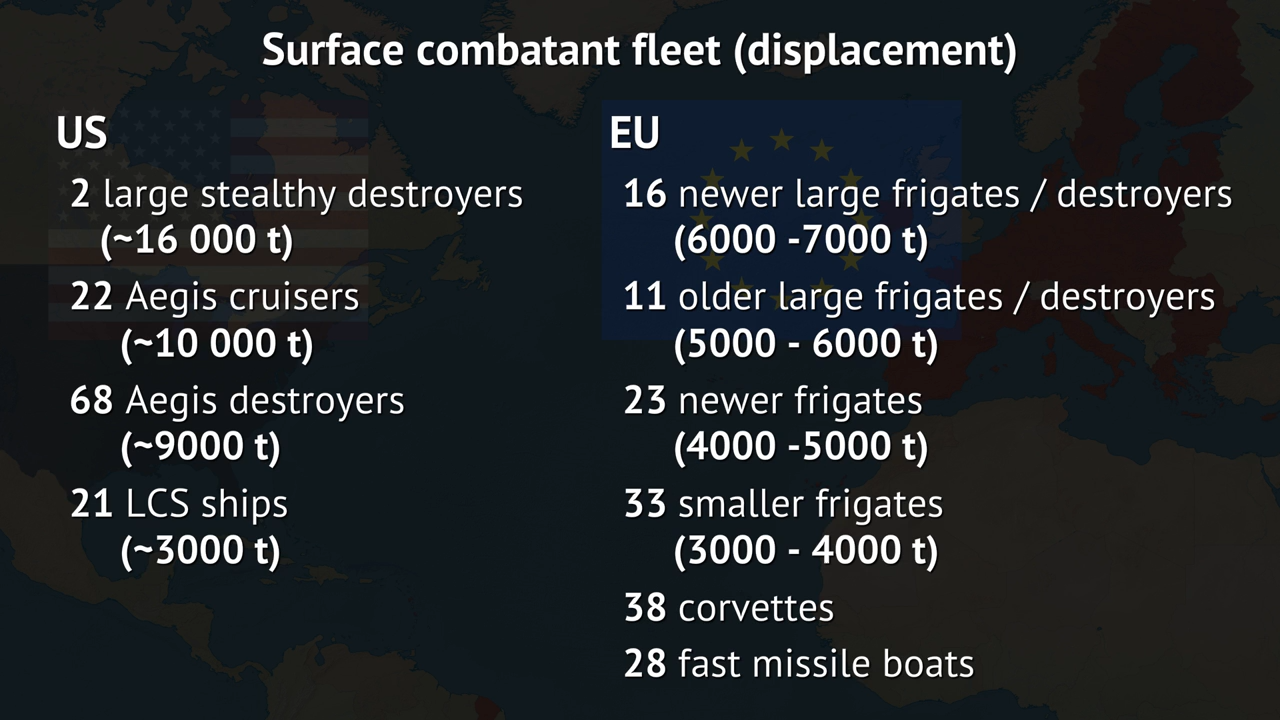 Surface combatant fleet (displacement)
US
2 large stealthy destroyers
(~16 000 t)
22 Aegis cruisers
(~10 000 t)
68 Aegis destroyers
(~9000 t)
21 LCS ships
(~3000 t)
EU
16 newer large frigates / destroyers
(6000 -7000 t)
11 older large frigates / destroyers
(5000 - 6000 t)
23 newer frigates
(4000 -5000 t)
33 smaller frigates
(3000 - 4000 t)
38 corvettes
28 fast missile boats